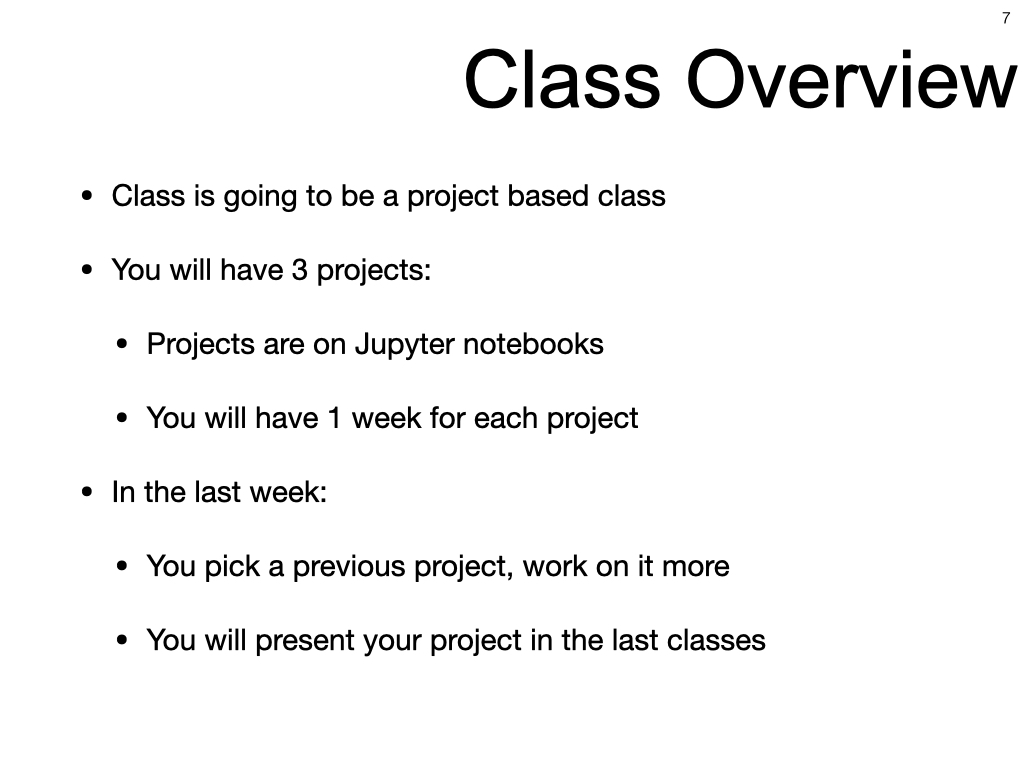 7
Class Overview
• Class is going to be a project based class
• You will have 3 projects:
• Projects are on Jupyter notebooks
• You will have 1 week for each project
• In the last week:
• You pick a previous project, work on it more
• You will present your project in the last classes